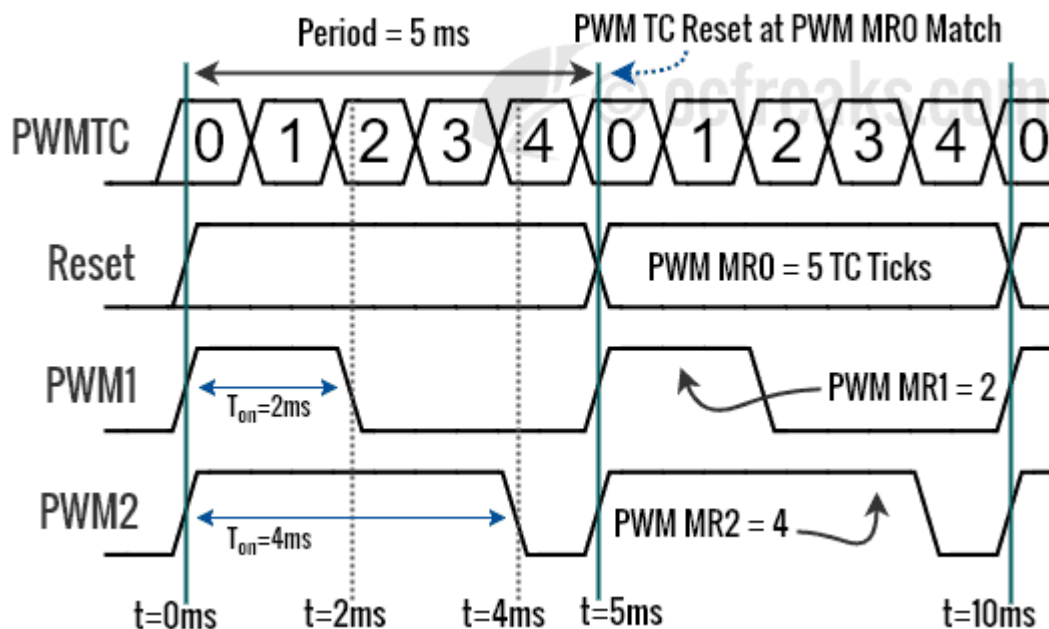 Period = 5 ms
PWM TC Reset at PWM MR0 Match
© ocfreaks.com
PWMTC
0 1 2 3 4 0 1 2 3 4 0
Reset
PWM MR0 = 5 TC Ticks
PWM1
Ton=2ms
PWM MR1 = 2
PWM2
Ton=4ms
PWM MR2 = 4
t=0ms t=2ms t=4ms t=5ms t=10ms